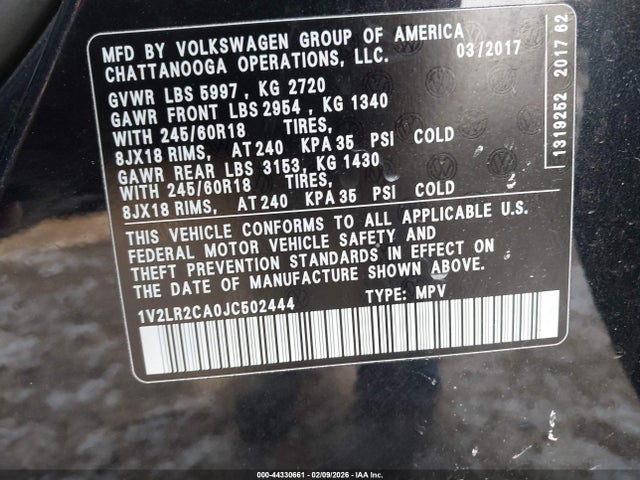 MFD BY VOLKSWAGEN GROUP OF AMERICA
CHATTANOOGA OPERATIONS, LLC. 03/2017
GVWR LBS 5997 , KG 2720
GAWR FRONT LBS 2954 , KG 1340
WITH 245/60R18 TIRES,
8JX18 RIMS, AT 240 KPA 35 PSI COLD
GAWR REAR LBS 3153, KG 1430
WITH 245/60R18 TIRES,
8JX18 RIMS, AT 240 KPA 35 PSI COLD
THIS VEHICLE CONFORMS TO ALL APPLICABLE U.S.
FEDERAL MOTOR VEHICLE SAFETY AND
THEFT PREVENTION STANDARDS IN EFFECT ON
THE DATE OF MANUFACTURE SHOWN ABOVE.
1V2LR2CA0JC502444 TYPE: MPV
1319252 2017 62
000-44330661 - 02/09/2026 - IAA Inc.